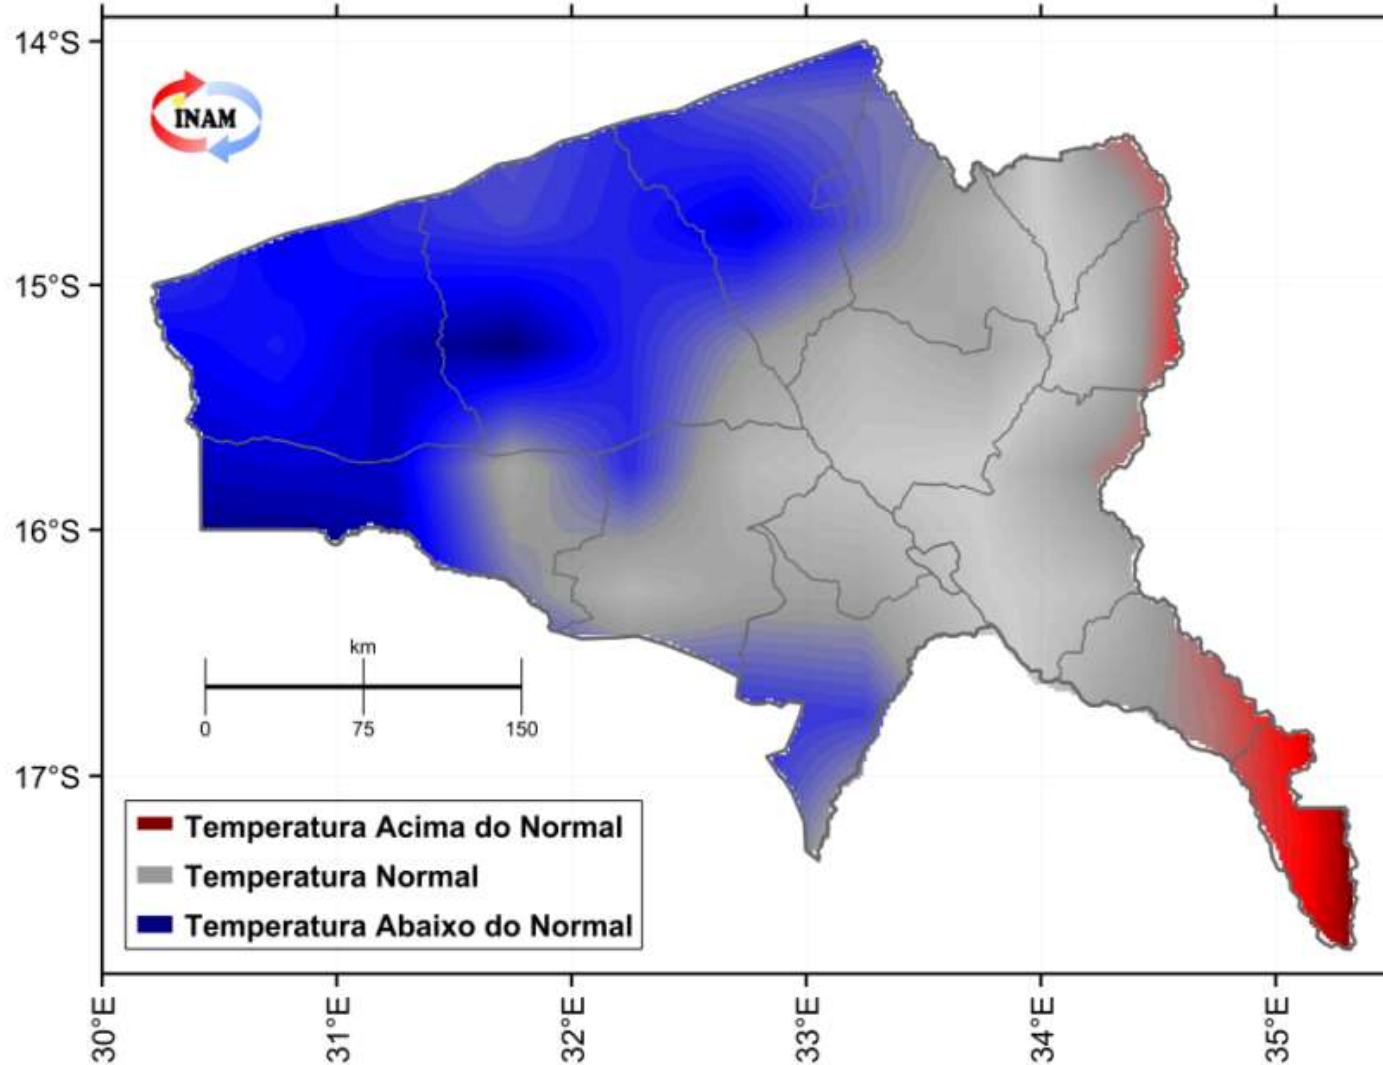 14°S
INAM
15°S
16°S
km
0 75 150
17°S
Temperatura Acima do Normal
Temperatura Normal
Temperatura Abaixo do Normal
30°E 31°E 32°E 33°E 34°E 35°E